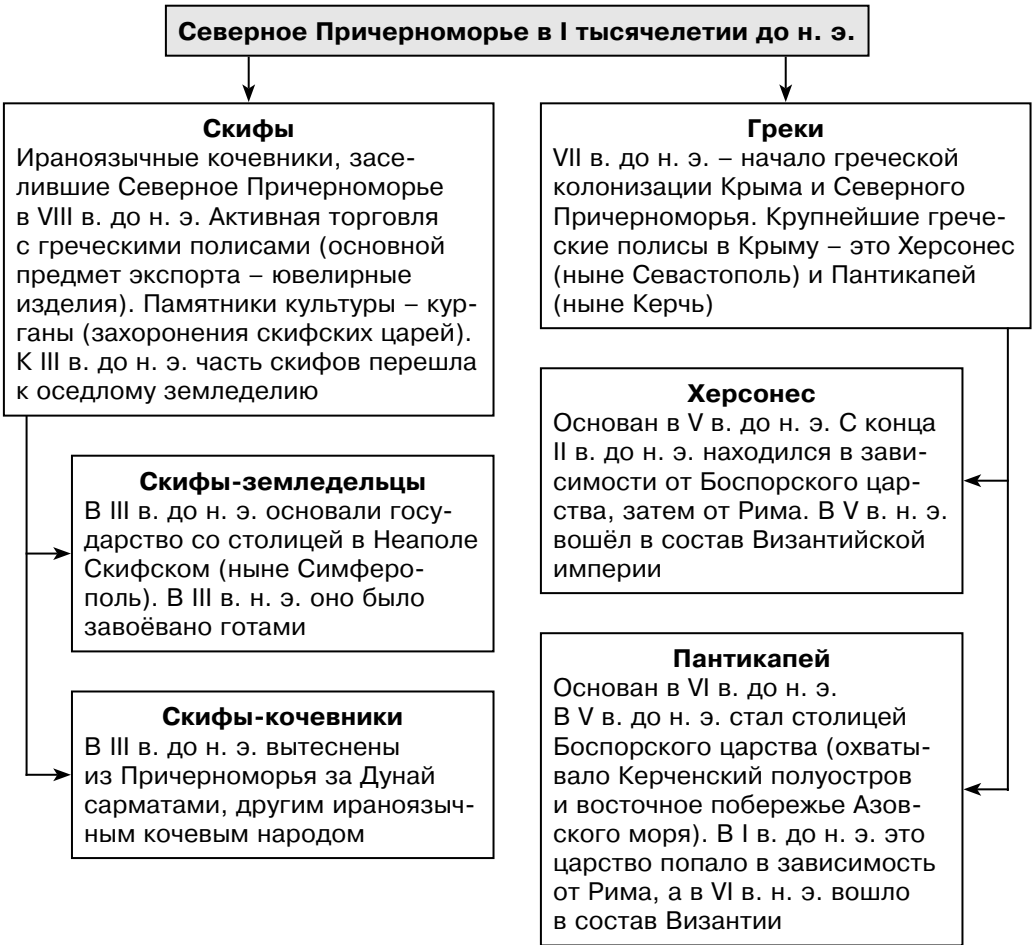 Северное Причерноморье в I тысячелетии до н. э.
Скифы
Ираноязычные кочевники, засе-
лившие Северное Причерноморье
в VIII в. до н. э. Активная торговля
с греческими полисами (основной
предмет экспорта – ювелирные
изделия). Памятники культуры – кур-
ганы (захоронения скифских царей).
К III в. до н. э. часть скифов перешла
к оседлому земледелию
Скифы-земледельцы
В III в. до н. э. основали госу-
дарство со столицей в Неаполе
Скифском (ныне Симферо-
поль). В III в. н. э. оно было
завоёвано готами
Скифы-кочевники
В III в. до н. э. вытеснены
из Причерноморья за Дунай
сарматами, другим ираноязыч-
ным кочевым народом
Греки
VII в. до н. э. – начало греческой
колонизации Крыма и Северного
Причерноморья. Крупнейшие грече-
ские полисы в Крыму – это Херсонес
(ныне Севастополь) и Пантикапей
(ныне Керчь)
Херсонес
Основан в V в. до н. э. С конца
II в. до н. э. находился в зави-
симости от Боспорского цар-
ства, затем от Рима. В V в. н. э.
вошёл в состав Византийской
империи
Пантикапей
Основан в VI в. до н. э.
В V в. до н. э. стал столицей
Боспорского царства (охваты-
вало Керченский полуостров
и восточное побережье Азов-
ского моря). В I в. до н. э. это
царство попало в зависимость
от Рима, а в VI в. н. э. вошло
в состав Византии